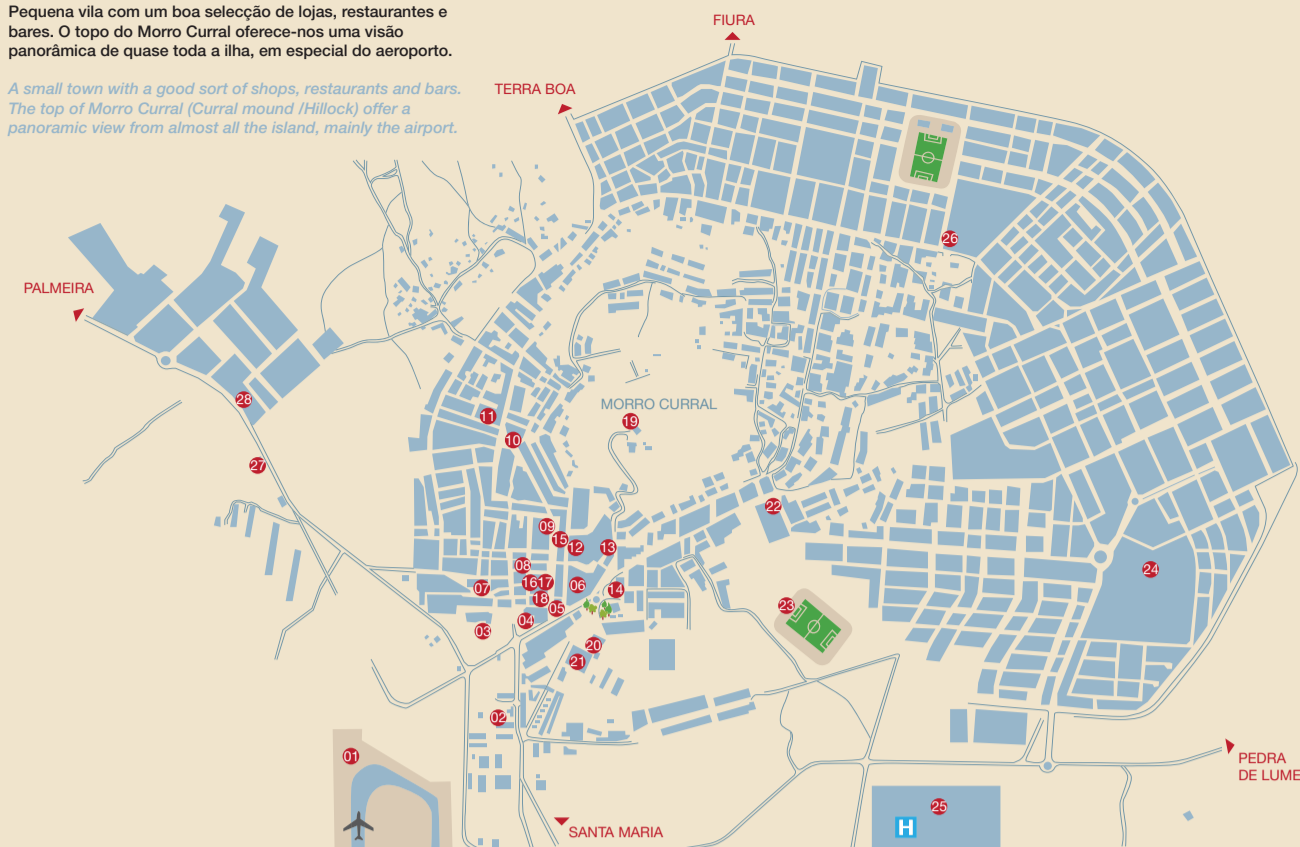 Pequena vila com um boa selecção de lojas, restaurantes e
bares. O topo do Morro Curral oferece-nos uma visão
panorâmica de quase toda a ilha, em especial do aeroporto.
A small town with a good sort of shops, restaurants and bars.
The top of Morro Curral (Curral mound /Hillock) offer a
panoramic view from almost all the island, mainly the airport.
FIURA
TERRA BOA
26
PALMEIRA
28
MORRO CURRAL
19
11
10
27
22
09
15
12
13
08
24
16
17
07
06
14
18
05
23
04
03
20
21
02
01
PEDRA
DE LUME
25
H
SANTA MARIA